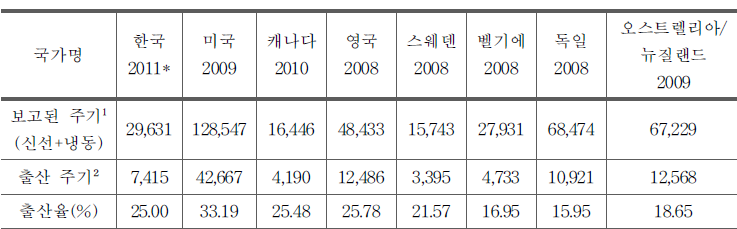 국가명 한국 2011* 미국 2009 캐나다 2010 영국 2008 스웨덴 2008 벨기에 2008 독일 2008 오스트렐리아/뉴질랜드 2009
보고된 주기¹ (신선+냉동) 29,631 128,547 16,446 48,433 15,743 27,931 68,474 67,229
출산 주기² 7,415 42,667 4,190 12,486 3,395 4,733 10,921 12,568
출산율(%) 25.00 33.19 25.48 25.78 21.57 16.95 15.95 18.65